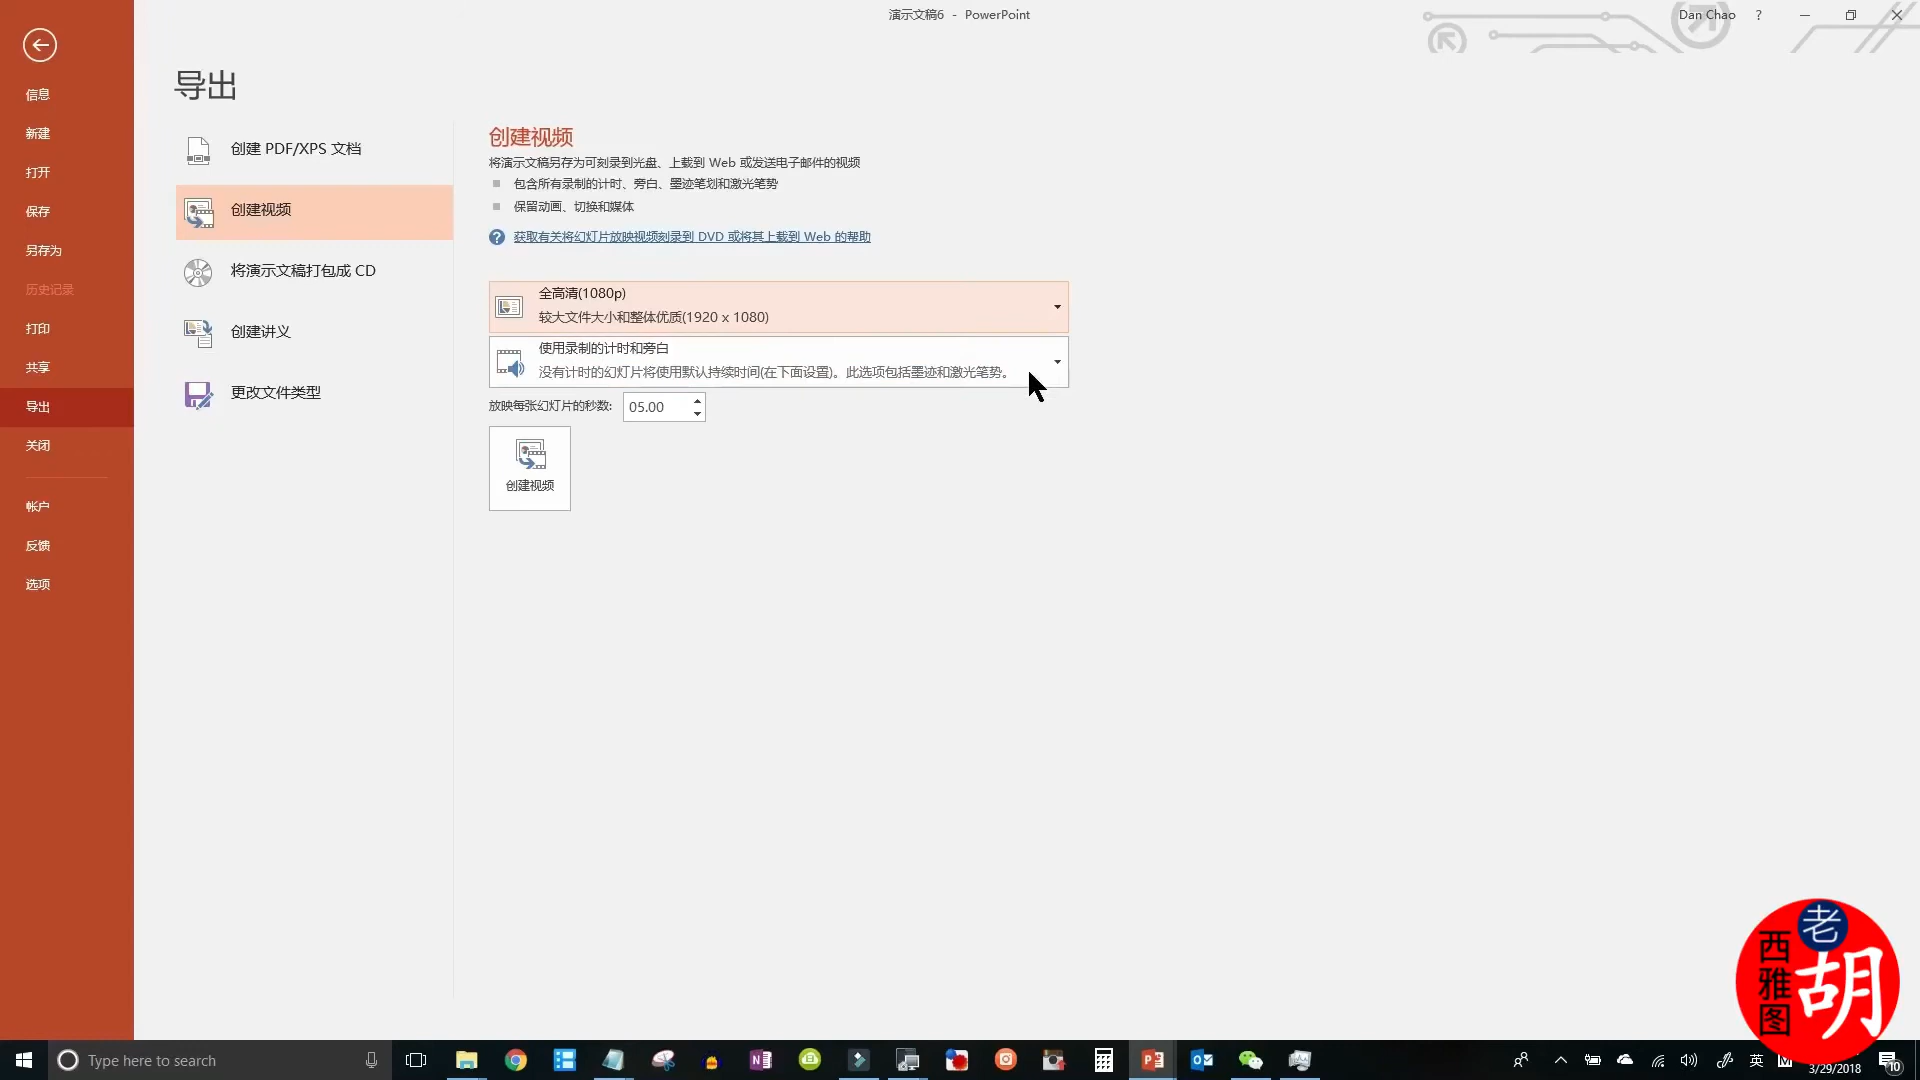 演示文稿6 - PowerPoint
Dan Chao
?
导出
信息
新建
打开
保存
另存为
历史记录
打印
共享
导出
关闭
帐户
反馈
选项
创建 PDF/XPS 文档
创建视频
将演示文稿打包成 CD
创建讲义
更改文件类型
创建视频
将演示文稿另存为可刻录到光盘、上载到 Web 或发送电子邮件的视频
包含所有录制的计时、旁白、墨迹笔划和激光笔势
保留动画、切换和媒体
获取有关将幻灯片放映视频刻录到 DVD 或将其上载到 Web 的帮助
全高清(1080p)
较大文件大小和整体优质(1920 x 1080)
使用录制的计时和旁白
没有计时的幻灯片将使用默认持续时间(在下面设置)。此选项包括墨迹和激光笔势。
放映每张幻灯片的秒数: 05.00
创建视频
西雅图
老
胡
Type here to search
英
M
3/29/2018
10